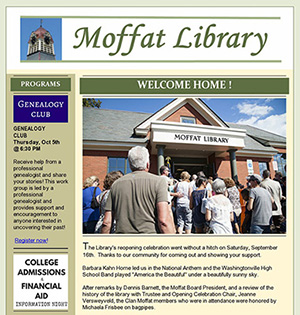 Moffat Library
PROGRAMS
GENEALOGY
CLUB
GENEALOGY
CLUB
Thursday, Oct 5th
@ 6:30 PM
Receive help from a
professional
genealogist and share
your stories! This work
group is led by a
professional
genealogist and
provides support and
encouragement to
anyone interested in
uncovering their past!
Register now!
COLLEGE
ADMISSIONS
&
FINANCIAL
AID
INFORMATION NIGHT
WELCOME HOME !
MOFFAT LIBRARY
The Library's reopening celebration went without a hitch on Saturday, September
16th. Thanks to our community for coming out and showing your support.
Barbara Kahn Horne led us in the National Anthem and the Washingtonville High
School Band played "America the Beautiful" under a beautifully sunny sky.
After remarks by Dennis Barnett, the Moffat Board President, and a review of the
history of the library with Trustee and Opening Celebration Chair, Jeanne
Versweyveld, the Clan Moffat members who were in attendance were honored by
Michaela Frisbee on bagpipes.